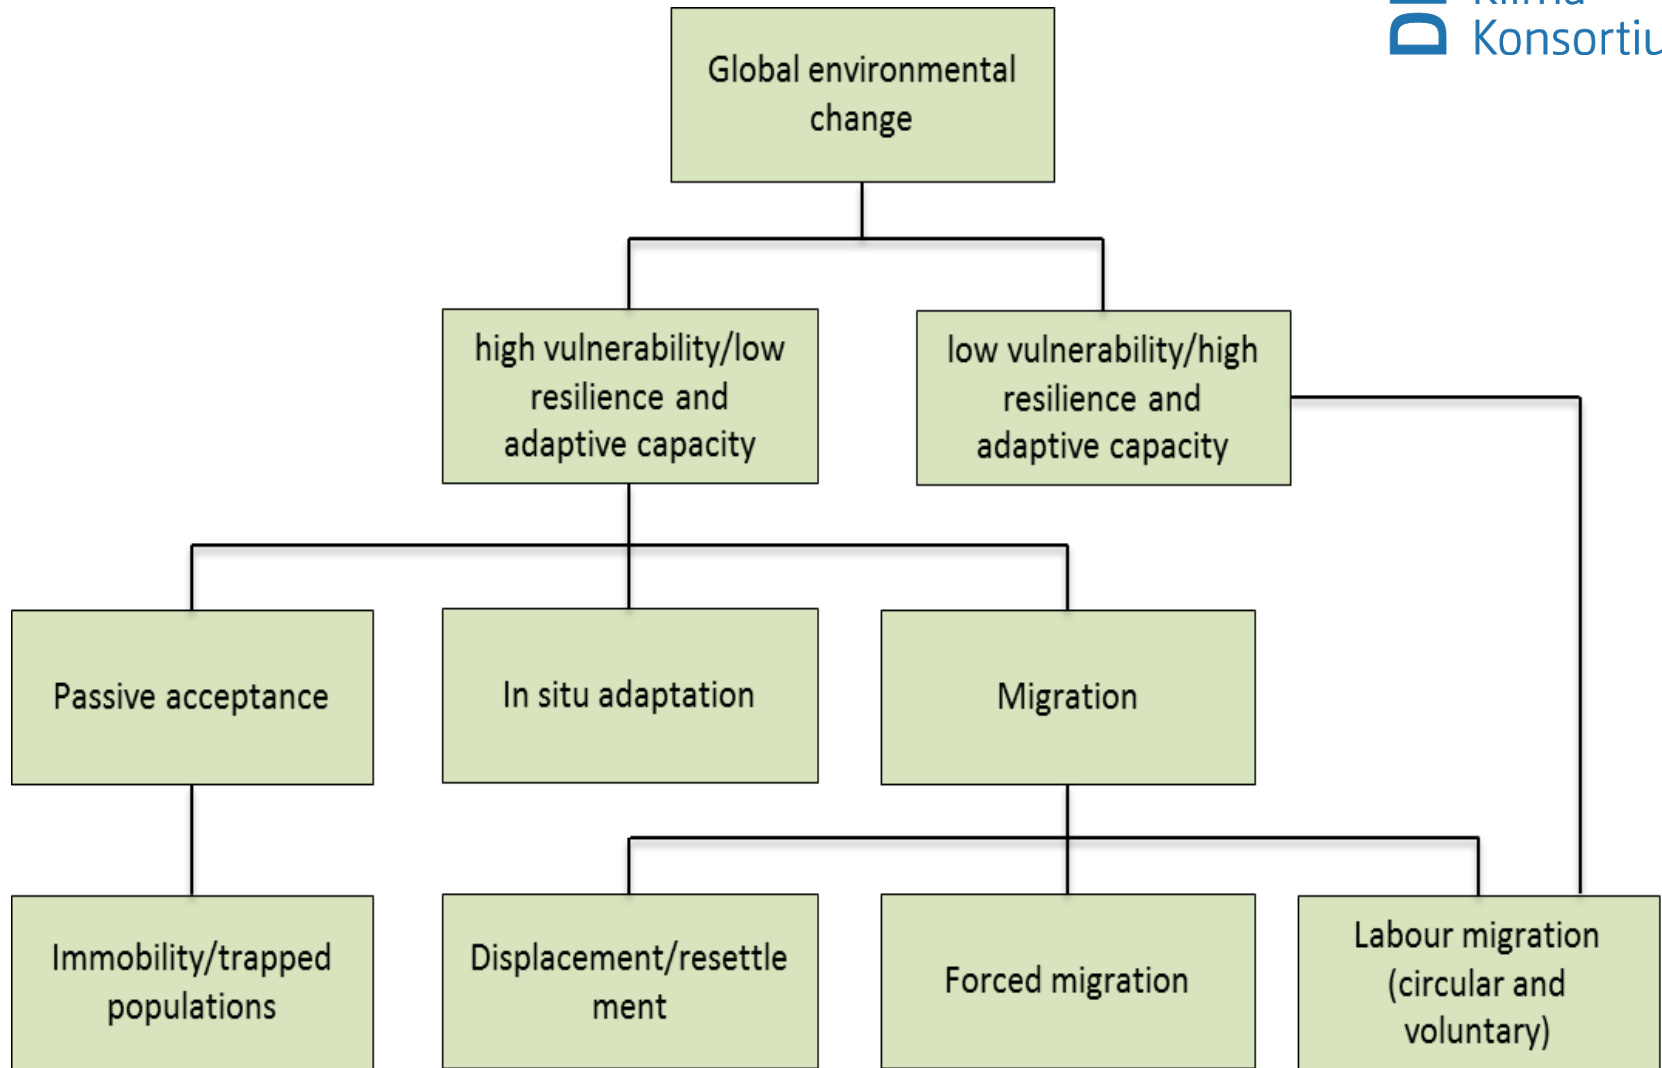 Konsortiu
Global environmental
change
high vulnerability/low
resilience and
adaptive capacity
low vulnerability/high
resilience and
adaptive capacity
Passive acceptance
In situ adaptation
Migration
Immobility/trapped
populations
Displacement/resettle
ment
Forced migration
Labour migration
(circular and
voluntary)